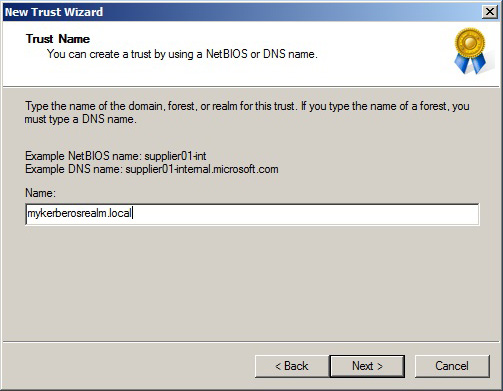 New Trust Wizard
Trust Name
You can create a trust by using a NetBIOS or DNS name.
Type the name of the domain, forest, or realm for this trust. If you type the name of a forest, you
must type a DNS name.
Example NetBIOS name: supplier01-int
Example DNS name: supplier01-internal.microsoft.com
Name:
mykerberosrealm.local
< Back
Next >
Cancel